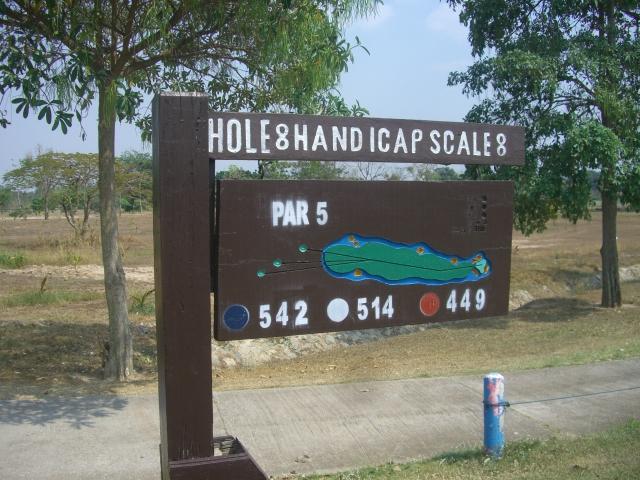 HOLE 8 HANDICAP SCALE 8
PAR 5
542 514 449